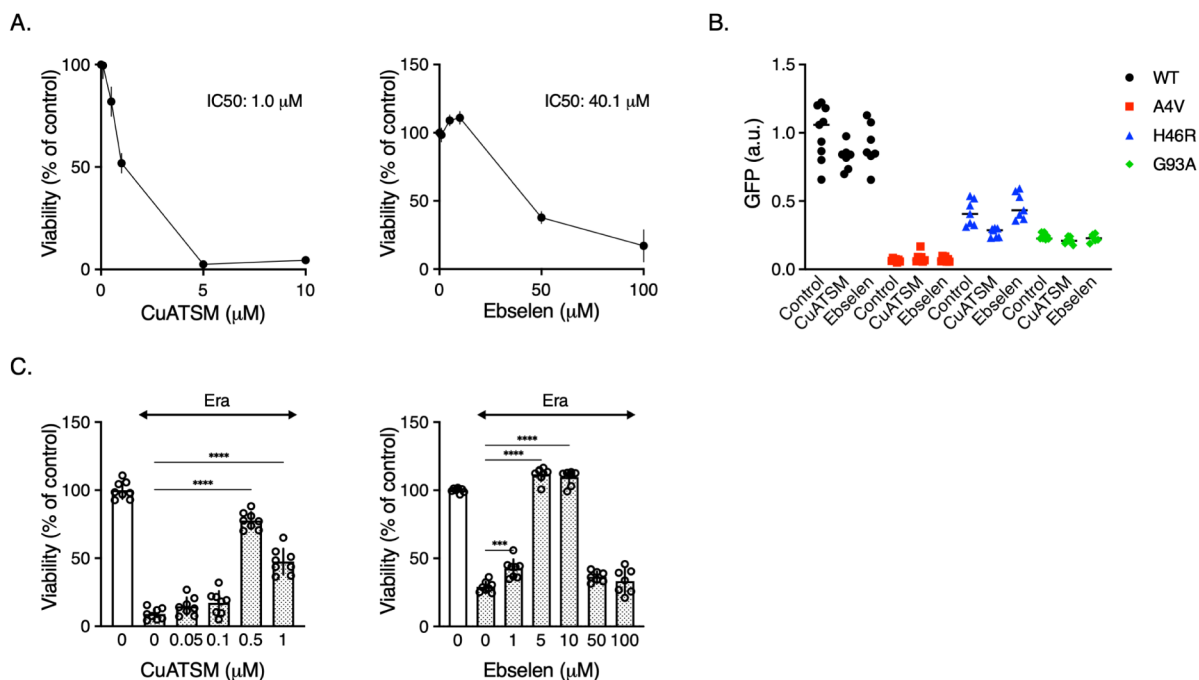 A.
Viability (% of control)
100
50
0
0
5
10
CuATSM (μM)
IC50: 1.0 μM
Viability (% of control)
150
100
50
0
0
50
100
Ebselen (μM)
IC50: 40.1 μM
B.
GFP (a.u.)
1.5
1.0
0.5
0.0
Control
CuATSM
Ebselen
Control
CuATSM
Ebselen
Control
CuATSM
Ebselen
Control
CuATSM
Ebselen
WT
A4V
H46R
G93A
C.
Era
Viability (% of control)
150
100
50
0
****
****
0 0 0.05 0.1 0.5 1
CuATSM (μM)
Era
Viability (% of control)
150
100
50
0
****
****
***
0 0 1 5 10 50 100
Ebselen (μM)